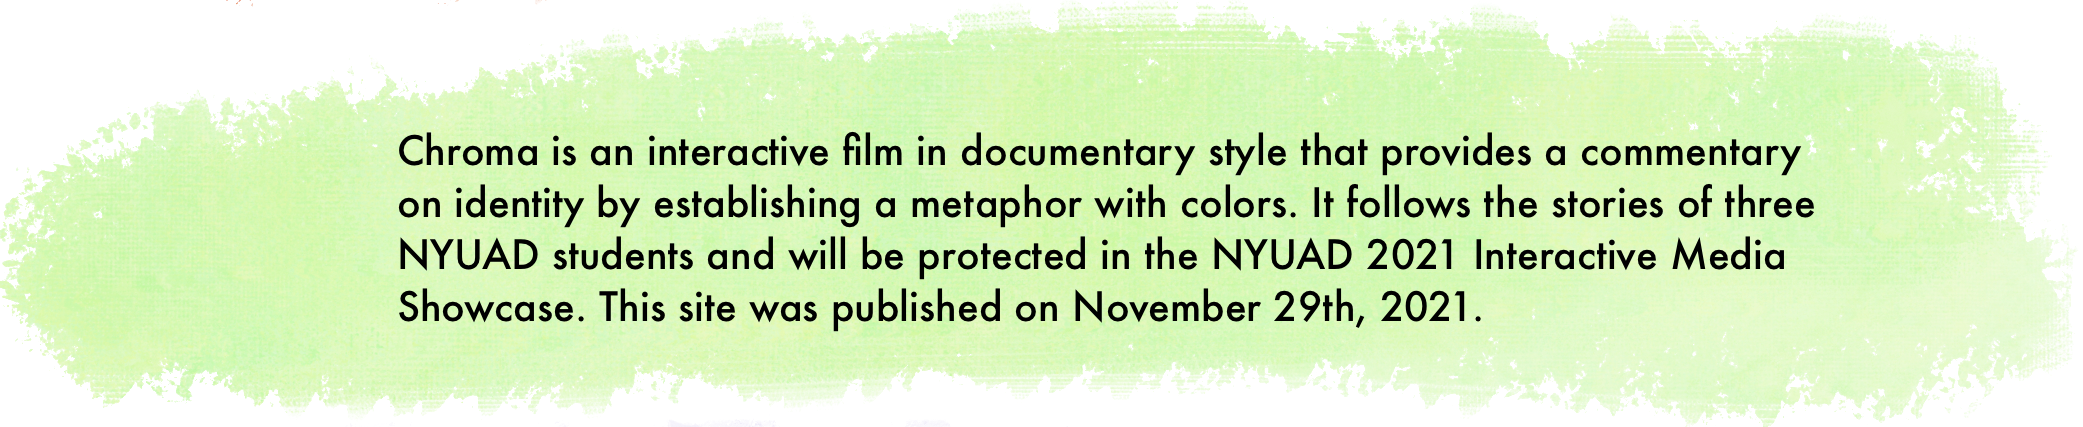 Chroma is an interactive film in documentary style that provides a commentary
on identity by establishing a metaphor with colors. It follows the stories of three
NYUAD students and will be protected in the NYUAD 2021 Interactive Media
Showcase. This site was published on November 29th, 2021.